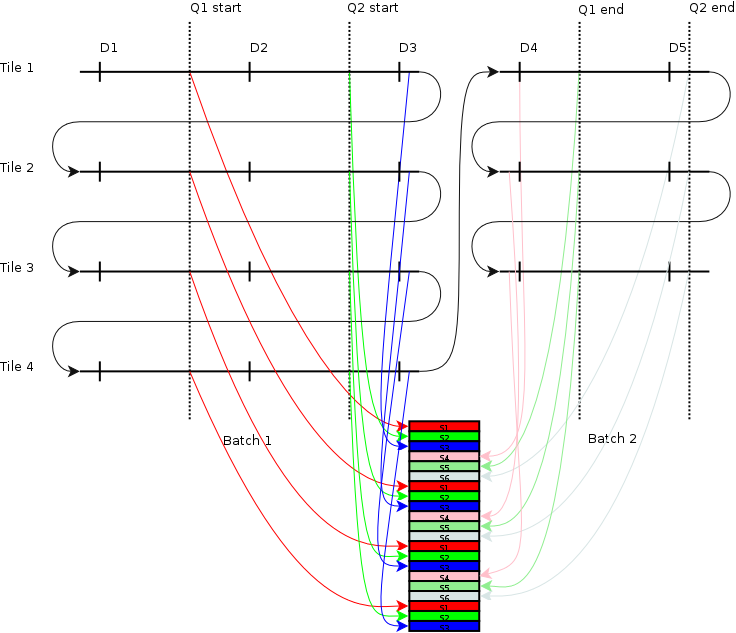 Q1 start
Q2 start
Q1 end
Q2 end
D1
D2
D3
D4
D5
Tile 1
Tile 2
Tile 3
Tile 4
Batch 1
Batch 2
S1
S2
S3
S4
S5
S6
S1
S2
S3
S4
S5
S6
S1
S2
S3
S4
S5
S6
S1
S2
S3